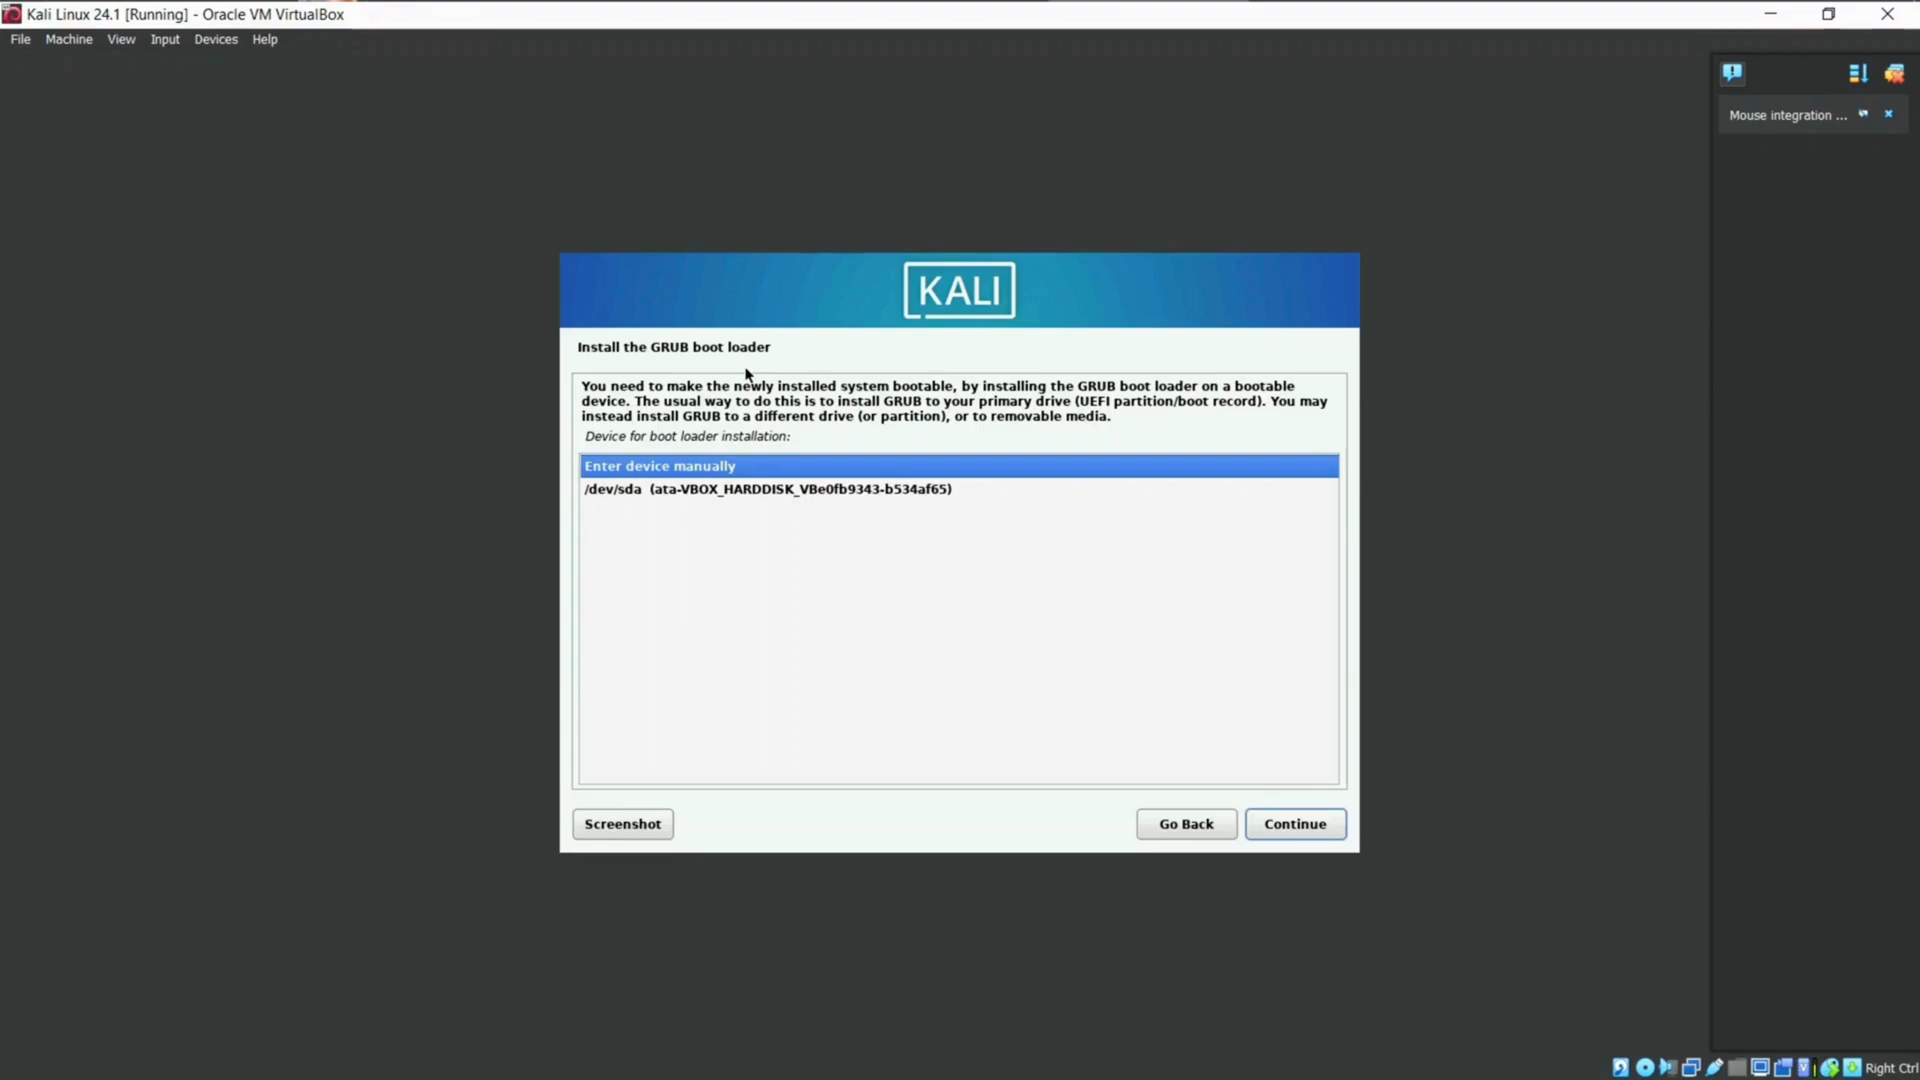 Kali Linux 24.1 [Running] - Oracle VM VirtualBox
File Machine View Input Devices Help
Mouse integration ...
KALI
Install the GRUB boot loader
You need to make the newly installed system bootable, by installing the GRUB boot loader on a bootable
device. The usual way to do this is to install GRUB to your primary drive (UEFI partition/boot record). You may
instead install GRUB to a different drive (or partition), or to removable media.
Device for boot loader installation:
Enter device manually
/dev/sda (ata-VBOX_HARDDISK_VBe0fb9343-b534af65)
Screenshot
Go Back
Continue
Right Ctrl